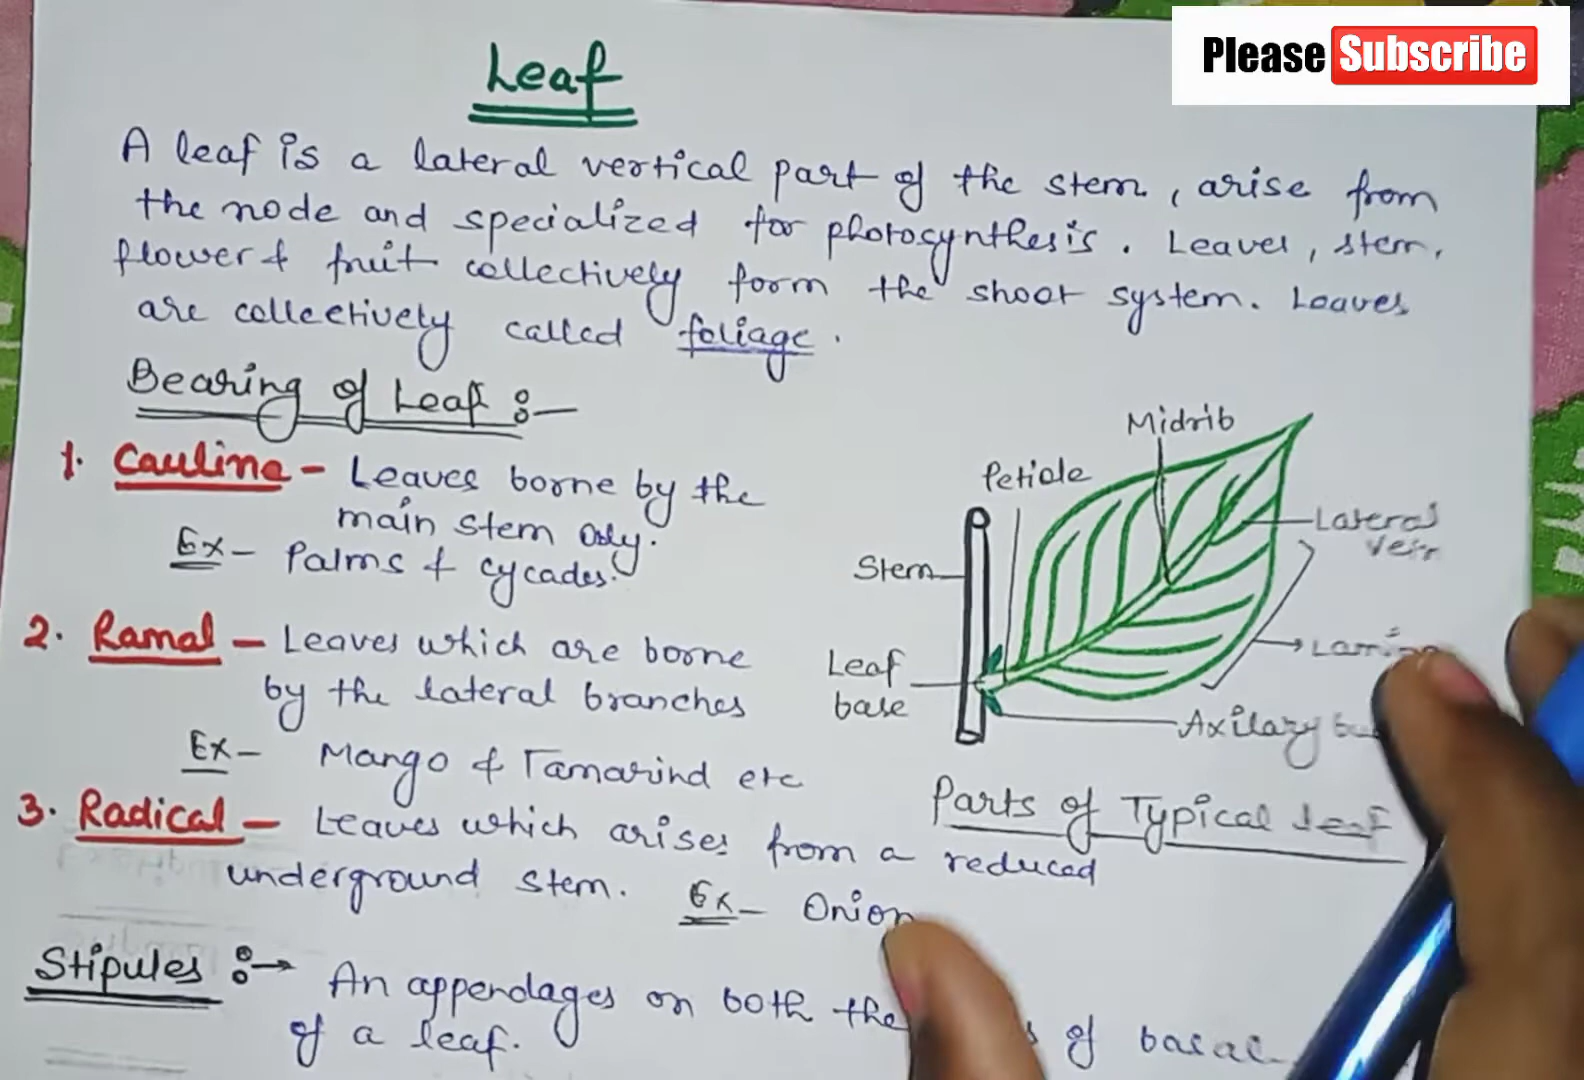 Please Subscribe
Leaf
A leaf is a lateral vertical part of the stem, arise from
the node and specialized for photosynthesis. Leaves, stem,
flower & fruit collectively form the shoot system. Leaves
are collectively called foliage.
Bearing of Leaf :-
1. Caulina - Leaves borne by the
main stem only.
Ex - Palms & cycades.
2. Ramal - Leaves which are borne
by the lateral branches
Ex - Mango & Tamarind etc
3. Radical - Leaves which arises from a reduced
underground stem. Ex - Onion
Midrib
Petiole
Lateral
vein
Stem
Leaf
base
Axilary
Parts of Typical leaf
Stipules :→ An appendages on both the of basal
of a leaf.